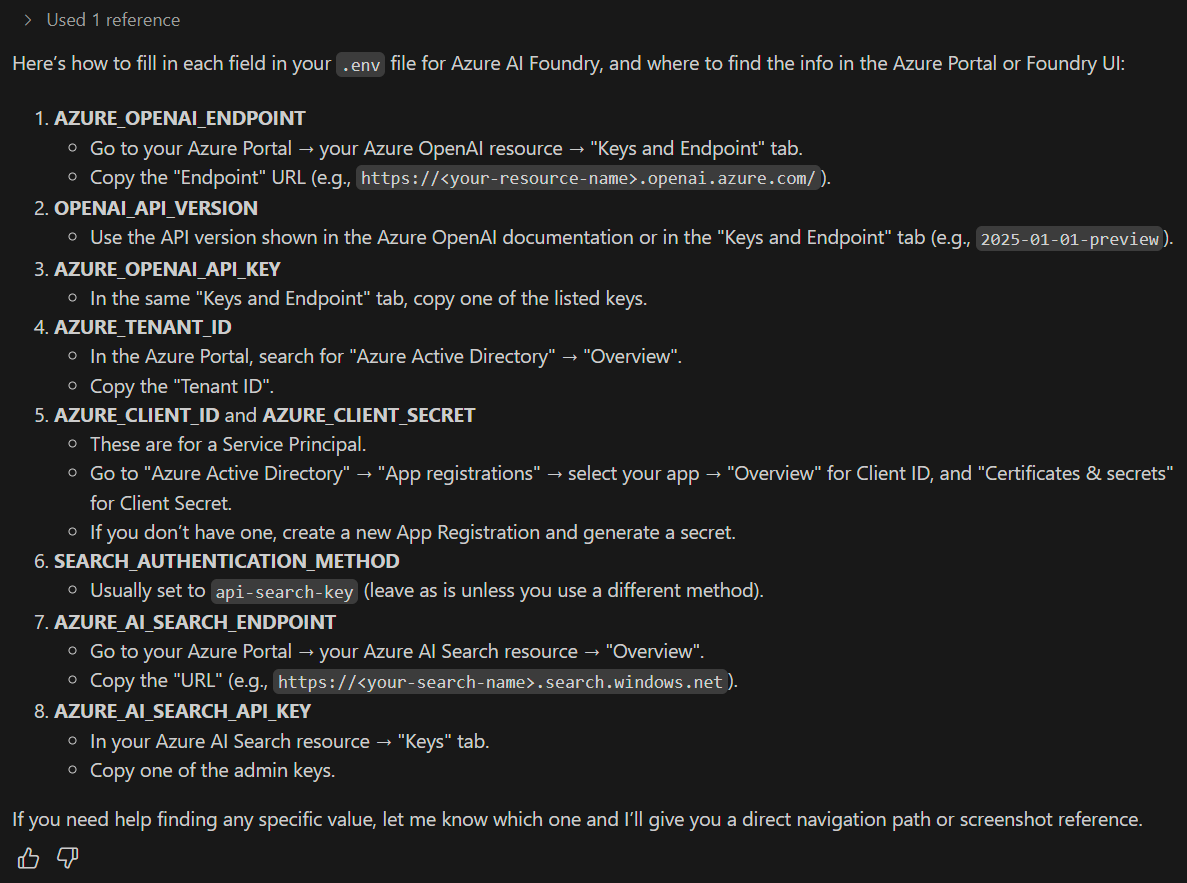 Used 1 reference
Here’s how to fill in each field in your .env file for Azure AI Foundry, and where to find the info in the Azure Portal or Foundry UI:
1. AZURE_OPENAI_ENDPOINT
Go to your Azure Portal → your Azure OpenAI resource → "Keys and Endpoint" tab.
Copy the "Endpoint" URL (e.g., https://<your-resource-name>.openai.azure.com/).
2. OPENAI_API_VERSION
Use the API version shown in the Azure OpenAI documentation or in the "Keys and Endpoint" tab (e.g., 2025-01-01-preview).
3. AZURE_OPENAI_API_KEY
In the same "Keys and Endpoint" tab, copy one of the listed keys.
4. AZURE_TENANT_ID
In the Azure Portal, search for "Azure Active Directory" → "Overview".
Copy the "Tenant ID".
5. AZURE_CLIENT_ID and AZURE_CLIENT_SECRET
These are for a Service Principal.
Go to "Azure Active Directory" → "App registrations" → select your app → "Overview" for Client ID, and "Certificates & secrets"
for Client Secret.
If you don’t have one, create a new App Registration and generate a secret.
6. SEARCH_AUTHENTICATION_METHOD
Usually set to api-search-key (leave as is unless you use a different method).
7. AZURE_AI_SEARCH_ENDPOINT
Go to your Azure Portal → your Azure AI Search resource → "Overview".
Copy the "URL" (e.g., https://<your-search-name>.search.windows.net).
8. AZURE_AI_SEARCH_API_KEY
In your Azure AI Search resource → "Keys" tab.
Copy one of the admin keys.
If you need help finding any specific value, let me know which one and I’ll give you a direct navigation path or screenshot reference.